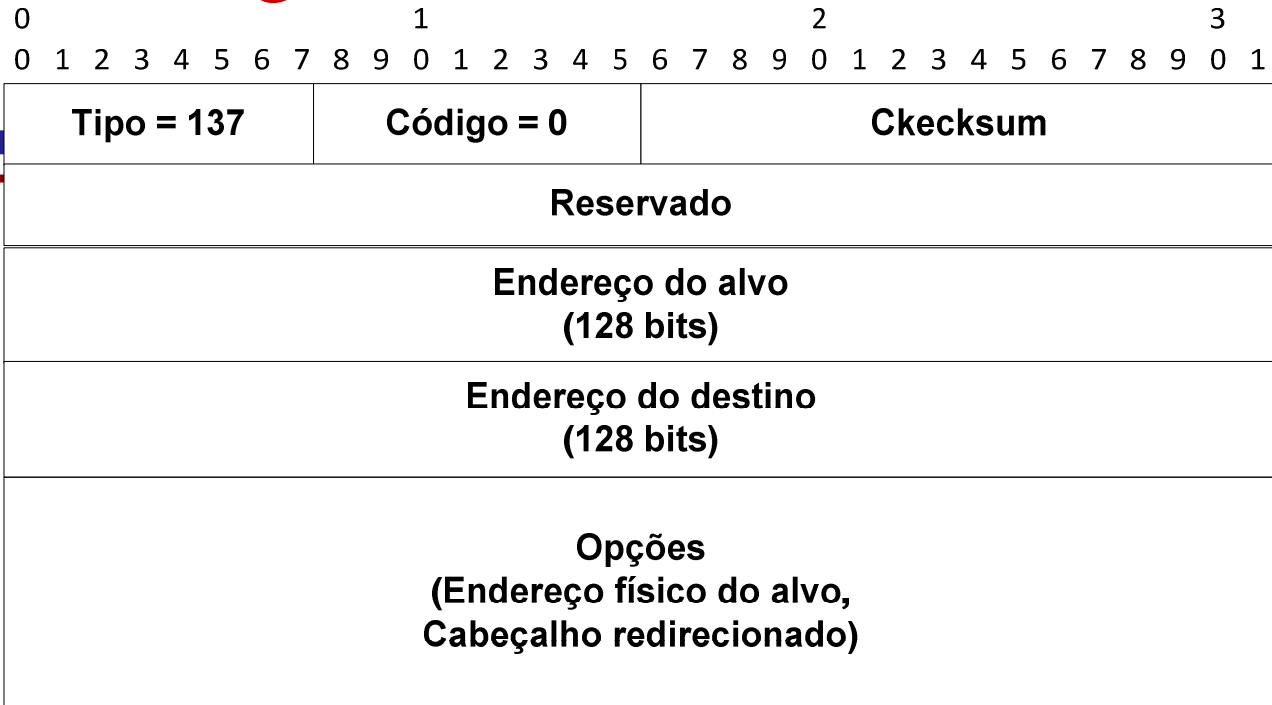 0 1 2 3
0 1 2 3 4 5 6 7 8 9 0 1 2 3 4 5 6 7 8 9 0 1 2 3 4 5 6 7 8 9 0 1
Tipo = 137 Código = 0 Ckecksum
Reservado
Endereço do alvo
(128 bits)
Endereço do destino
(128 bits)
Opções
(Endereço físico do alvo,
Cabeçalho redirecionado)